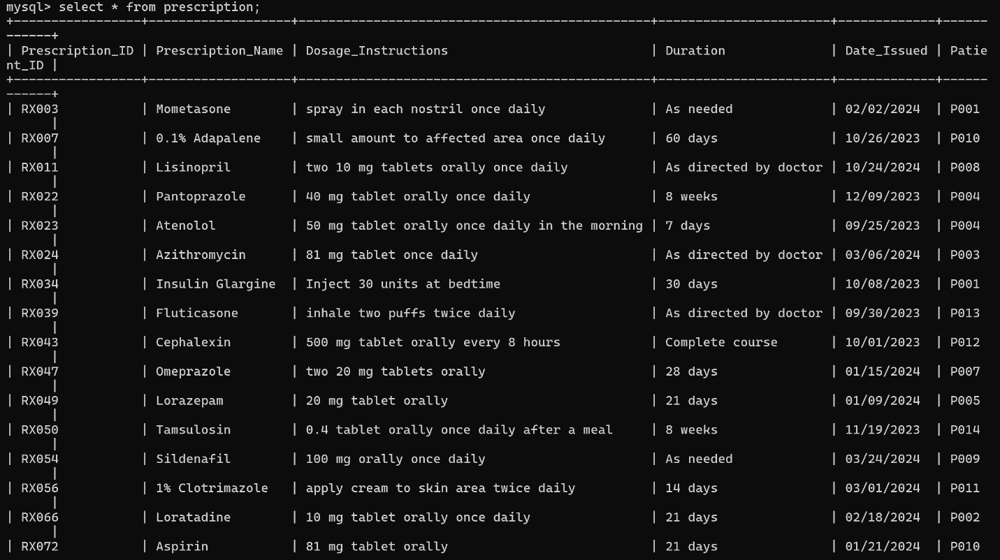 mysql> select * from prescription;
+-----------------+-------------------+-----------------------------------------------+------------------------+-------------+------
------+
| Prescription_ID | Prescription_Name | Dosage_Instructions                           | Duration               | Date_Issued | Patie
nt_ID |
+-----------------+-------------------+-----------------------------------------------+------------------------+-------------+------
------+
| RX003           | Mometasone        | spray in each nostril once daily              | As needed              | 02/02/2024  | P001
      |
| RX007           | 0.1% Adapalene    | small amount to affected area once daily      | 60 days                | 10/26/2023  | P010
      |
| RX011           | Lisinopril        | two 10 mg tablets orally once daily           | As directed by doctor | 10/24/2024  | P008
      |
| RX022           | Pantoprazole      | 40 mg tablet orally once daily                | 8 weeks                | 12/09/2023  | P004
      |
| RX023           | Atenolol          | 50 mg tablet orally once daily in the morning | 7 days                 | 09/25/2023  | P004
      |
| RX024           | Azithromycin      | 81 mg tablet once daily                       | As directed by doctor | 03/06/2024  | P003
      |
| RX034           | Insulin Glargine  | Inject 30 units at bedtime                    | 30 days                | 10/08/2023  | P001
      |
| RX039           | Fluticasone       | inhale two puffs twice daily                  | As directed by doctor | 09/30/2023  | P013
      |
| RX043           | Cephalexin        | 500 mg tablet orally every 8 hours            | Complete course        | 10/01/2023  | P012
      |
| RX047           | Omeprazole        | two 20 mg tablets orally                      | 28 days                | 01/15/2024  | P007
      |
| RX049           | Lorazepam         | 20 mg tablet orally                           | 21 days                | 01/09/2024  | P005
      |
| RX050           | Tamsulosin        | 0.4 tablet orally once daily after a meal     | 8 weeks                | 11/19/2023  | P014
      |
| RX054           | Sildenafil        | 100 mg orally once daily                      | As needed              | 03/24/2024  | P009
      |
| RX056           | 1% Clotrimazole   | apply cream to skin area twice daily          | 14 days                | 03/01/2024  | P011
      |
| RX066           | Loratadine        | 10 mg tablet orally once daily                | 21 days                | 02/18/2024  | P002
      |
| RX072           | Aspirin           | 81 mg tablet orally                           | 21 days                | 01/21/2024  | P010